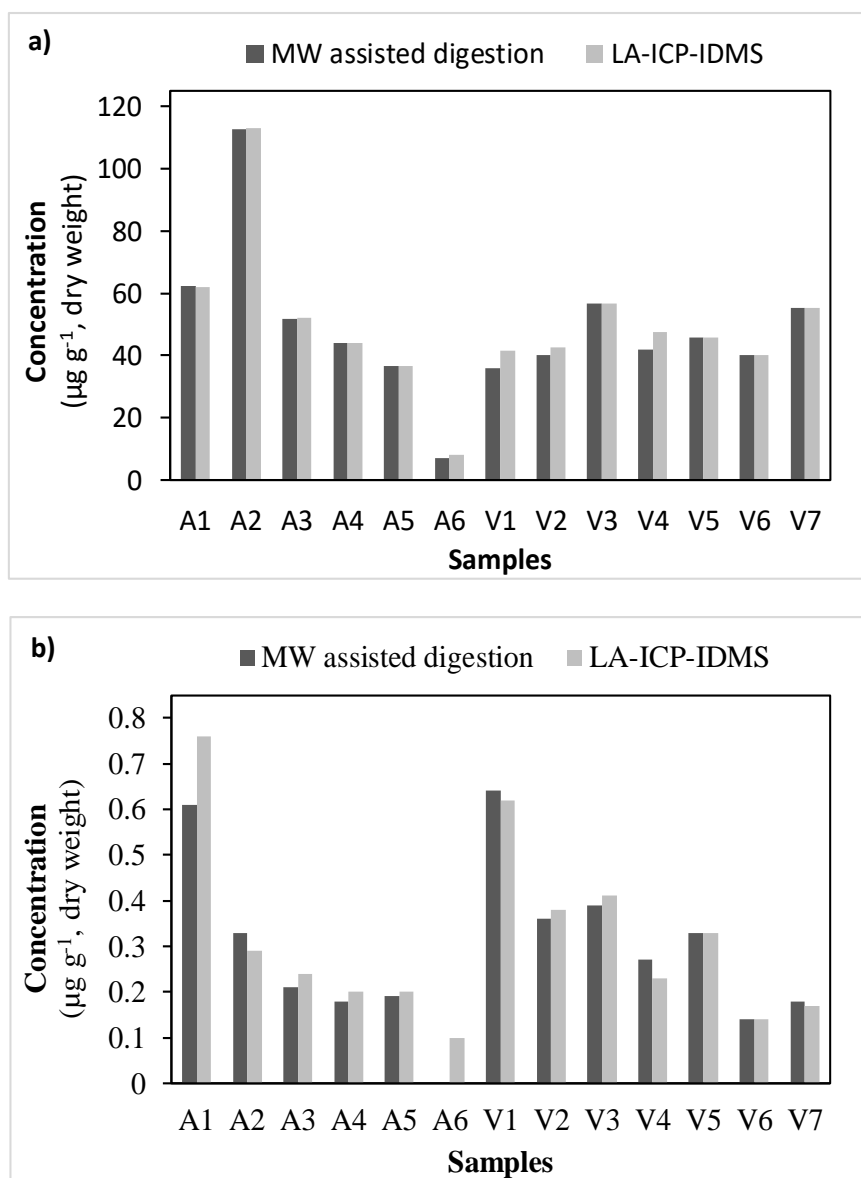 a)
■ MW assisted digestion ■ LA-ICP-IDMS
Concentration
(µg g⁻¹, dry weight)
120
100
80
60
40
20
0
A1 A2 A3 A4 A5 A6 V1 V2 V3 V4 V5 V6 V7
Samples
b)
■ MW assisted digestion ■ LA-ICP-IDMS
Concentration
(µg g⁻¹, dry weight)
0.8
0.7
0.6
0.5
0.4
0.3
0.2
0.1
0
A1 A2 A3 A4 A5 A6 V1 V2 V3 V4 V5 V6 V7
Samples